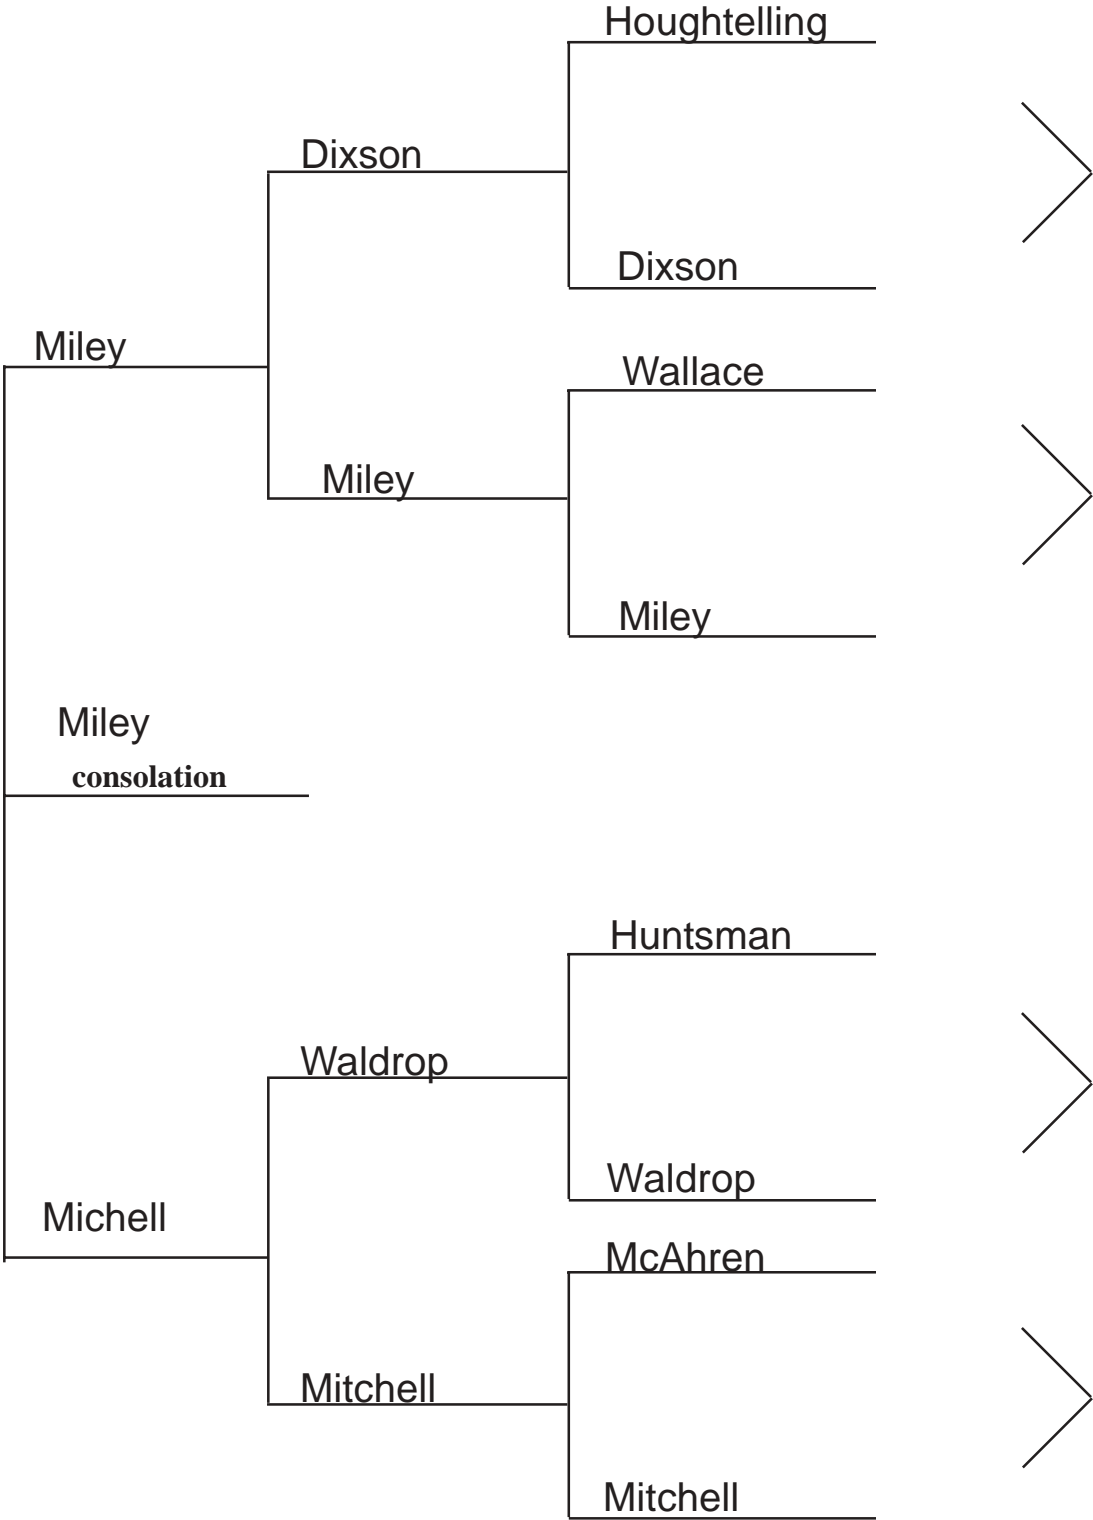 Houghtelling
Dixson
Dixson
Miley
Wallace
Miley
Miley
Miley
consolation
Huntsman
Waldrop
Waldrop
Michell
McAhren
Mitchell
Mitchell